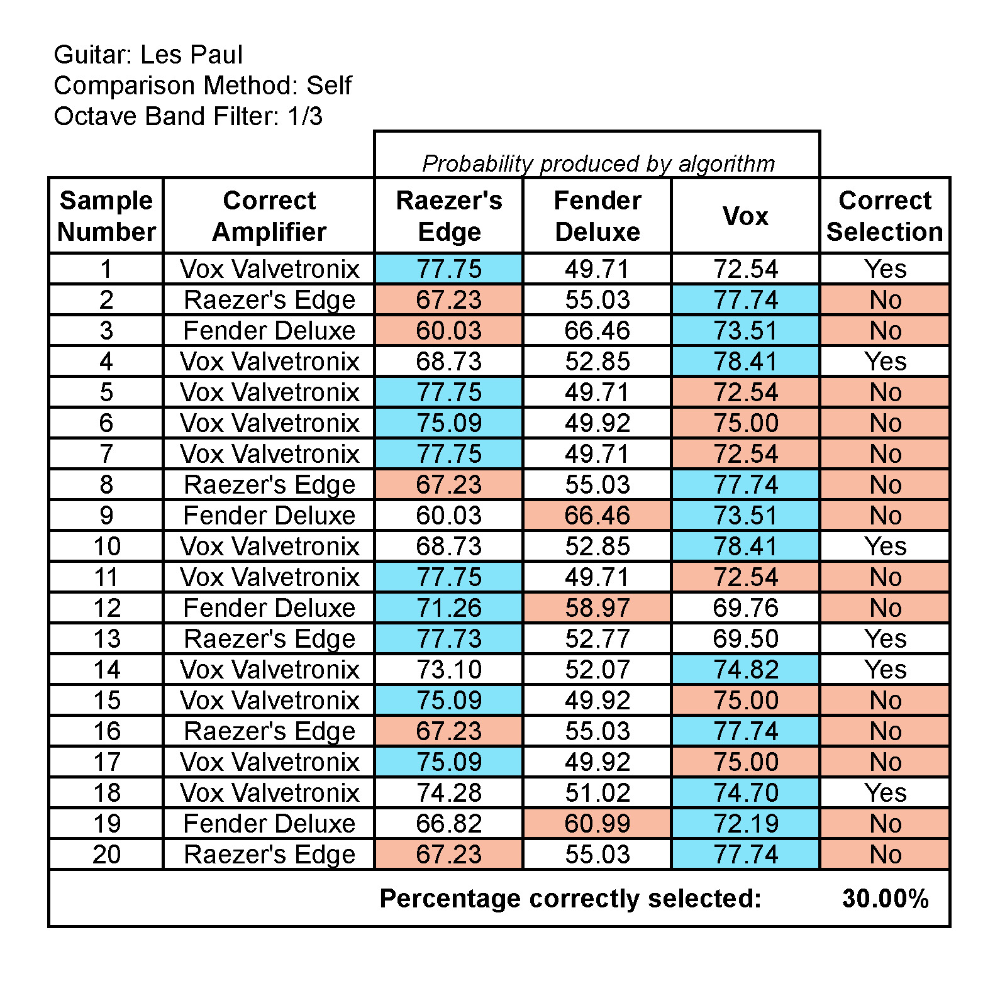 Guitar: Les Paul
Comparison Method: Self
Octave Band Filter: 1/3
Probability produced by algorithm
Sample Number Correct Amplifier Raezer's Edge Fender Deluxe Vox Correct Selection
1 Vox Valvetronix 77.75 49.71 72.54 Yes
2 Raezer's Edge 67.23 55.03 77.74 No
3 Fender Deluxe 60.03 66.46 73.51 No
4 Vox Valvetronix 68.73 52.85 78.41 Yes
5 Vox Valvetronix 77.75 49.71 72.54 No
6 Vox Valvetronix 75.09 49.92 75.00 No
7 Vox Valvetronix 77.75 49.71 72.54 No
8 Raezer's Edge 67.23 55.03 77.74 No
9 Fender Deluxe 60.03 66.46 73.51 No
10 Vox Valvetronix 68.73 52.85 78.41 Yes
11 Vox Valvetronix 77.75 49.71 72.54 No
12 Fender Deluxe 71.26 58.97 69.76 No
13 Raezer's Edge 77.73 52.77 69.50 Yes
14 Vox Valvetronix 73.10 52.07 74.82 Yes
15 Vox Valvetronix 75.09 49.92 75.00 No
16 Raezer's Edge 67.23 55.03 77.74 No
17 Vox Valvetronix 75.09 49.92 75.00 No
18 Vox Valvetronix 74.28 51.02 74.70 Yes
19 Fender Deluxe 66.82 60.99 72.19 No
20 Raezer's Edge 67.23 55.03 77.74 No
Percentage correctly selected: 30.00%